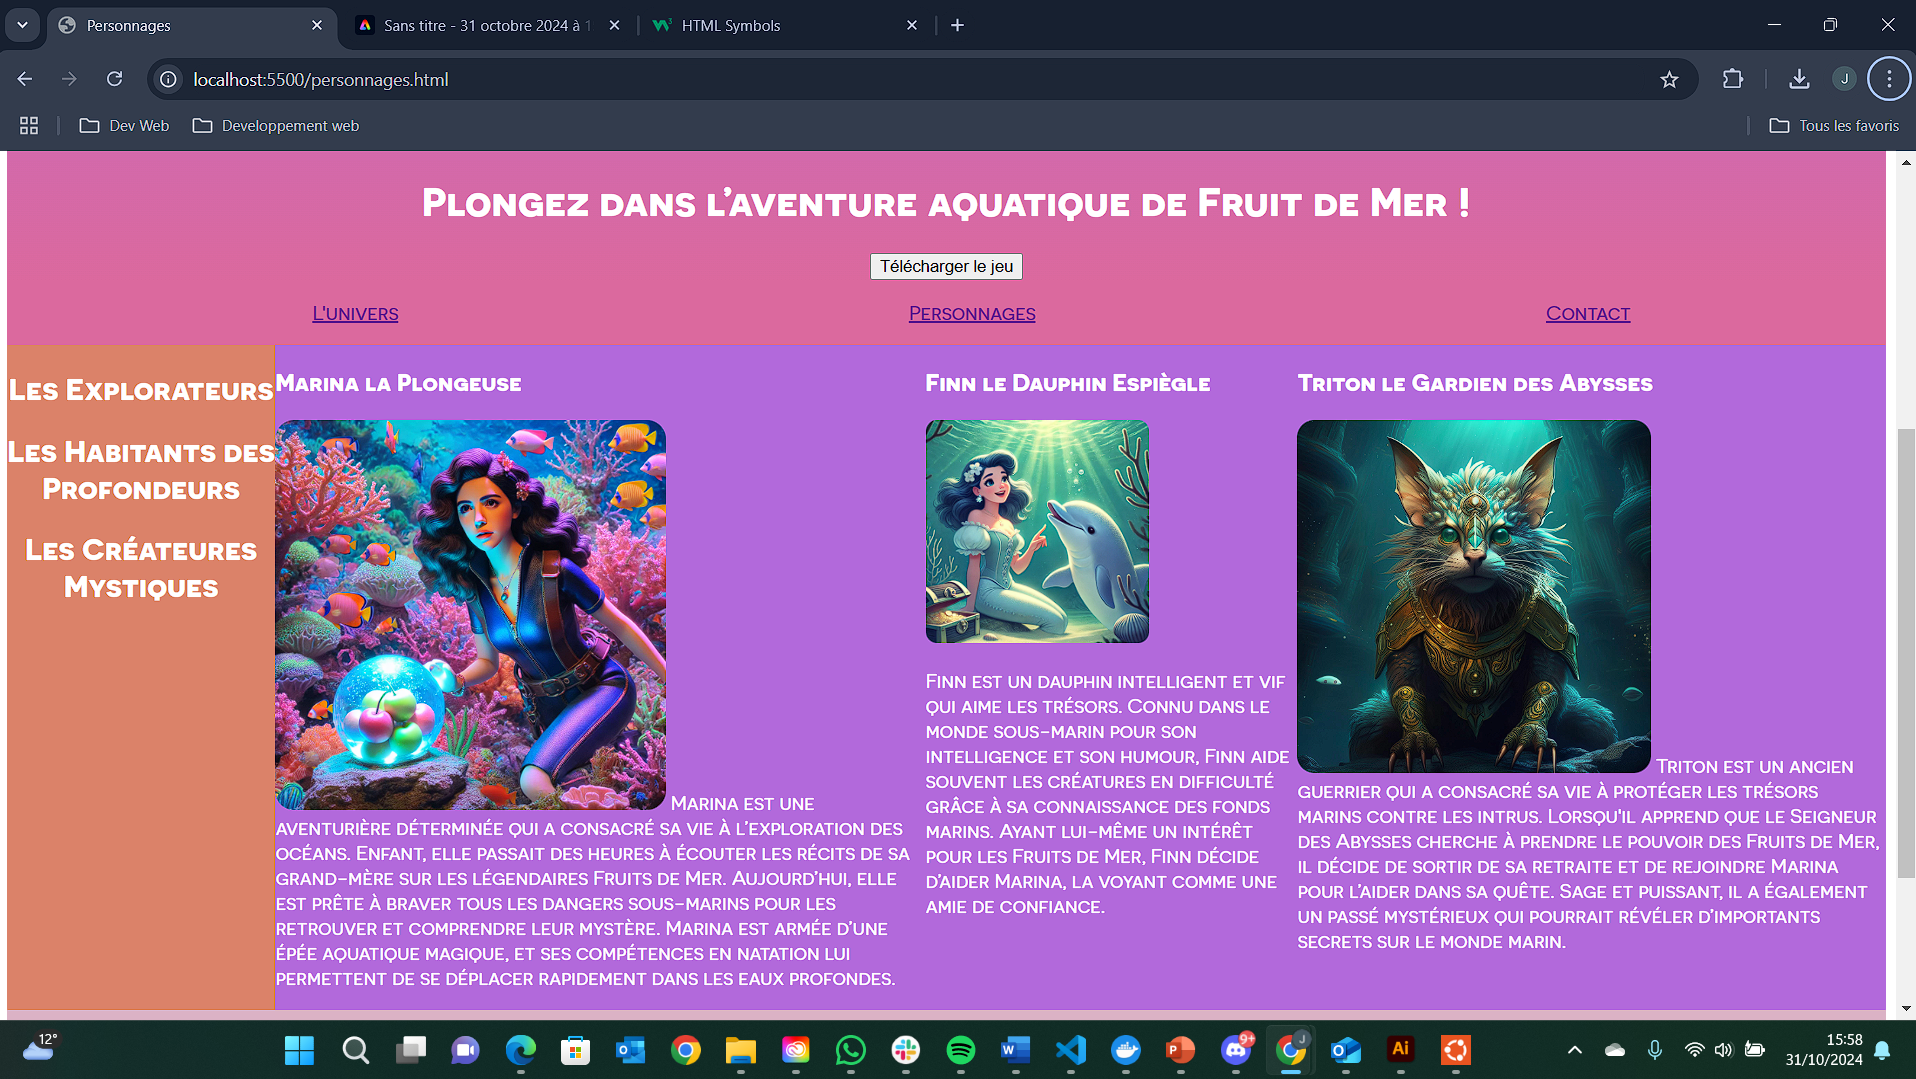 Personnages
Sans titre - 31 octobre 2024 à 1
HTML Symbols
localhost:5500/personnages.html
J
Dev Web
Developpement web
Tous les favoris
Plongez dans l’aventure aquatique de Fruit de Mer !
Télécharger le jeu
L'univers
Personnages
Contact
Les Explorateurs
Les Habitants des
Profondeurs
Les Créateures
Mystiques
Marina la Plongeuse
Marina est une
aventurière déterminée qui a consacré sa vie à l’exploration des
océans. Enfant, elle passait des heures à écouter les récits de sa
grand-mère sur les légendaires Fruits de Mer. Aujourd’hui, elle
est prête à braver tous les dangers sous-marins pour les
retrouver et comprendre leur mystère. Marina est armée d’une
épée aquatique magique, et ses compétences en natation lui
permettent de se déplacer rapidement dans les eaux profondes.
Finn le Dauphin Espiègle
Finn est un dauphin intelligent et vif
qui aime les trésors. Connu dans le
monde sous-marin pour son
intelligence et son humour, Finn aide
souvent les créatures en difficulté
grâce à sa connaissance des fonds
marins. Ayant lui-même un intérêt
pour les Fruits de Mer, Finn décide
d’aider Marina, la voyant comme une
amie de confiance.
Triton le Gardien des Abysses
Triton est un ancien
guerrier qui a consacré sa vie à protéger les trésors
marins contre les intrus. Lorsqu'il apprend que le Seigneur
des Abysses cherche à prendre le pouvoir des Fruits de Mer,
il décide de sortir de sa retraite et de rejoindre Marina
pour l’aider dans sa quête. Sage et puissant, il a également
un passé mystérieux qui pourrait révéler d’importants
secrets sur le monde marin.
12°
9+
J
Ai
15:58
31/10/2024